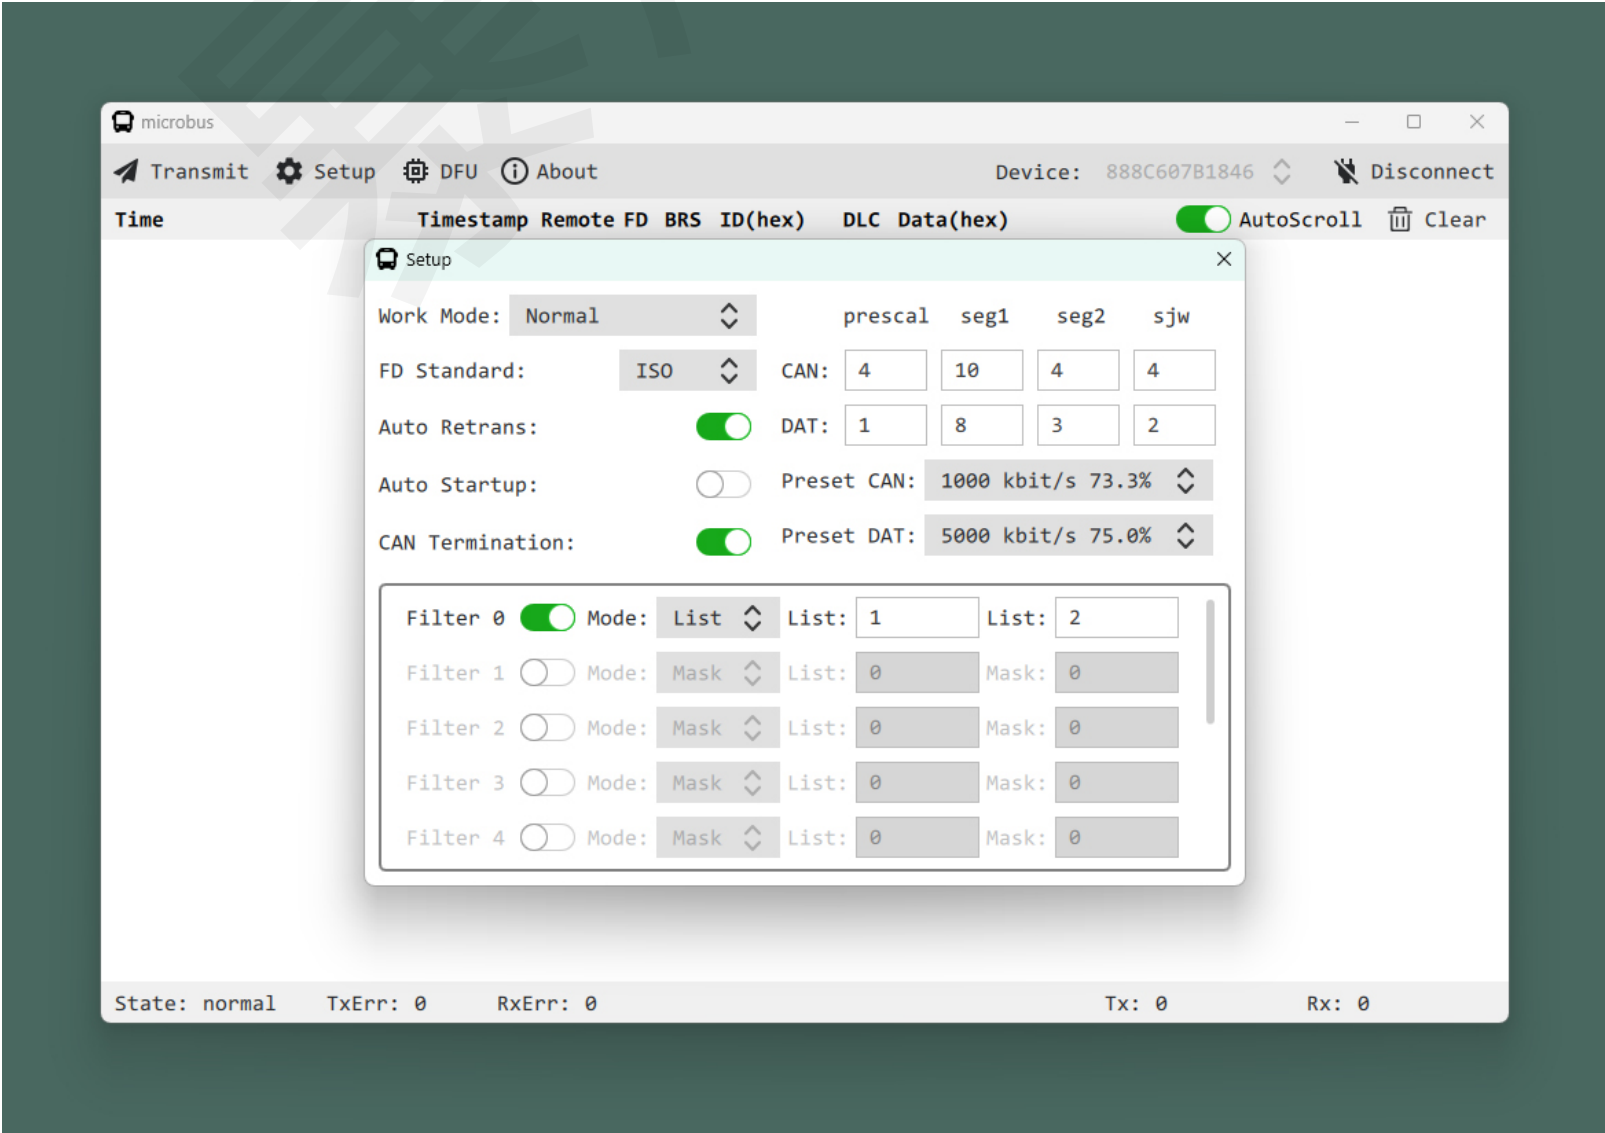 microbus
Transmit Setup DFU About Device: 888C607B1846 Disconnect
Time Timestamp Remote FD BRS ID(hex) DLC Data(hex) AutoScroll Clear
Setup
Work Mode: Normal prescal seg1 seg2 sjw
FD Standard: ISO CAN: 4 10 4 4
Auto Retrans: DAT: 1 8 3 2
Auto Startup: Preset CAN: 1000 kbit/s 73.3%
CAN Termination: Preset DAT: 5000 kbit/s 75.0%
Filter 0 Mode: List List: 1 List: 2
Filter 1 Mode: Mask List: 0 Mask: 0
Filter 2 Mode: Mask List: 0 Mask: 0
Filter 3 Mode: Mask List: 0 Mask: 0
Filter 4 Mode: Mask List: 0 Mask: 0
State: normal TxErr: 0 RxErr: 0 Tx: 0 Rx: 0